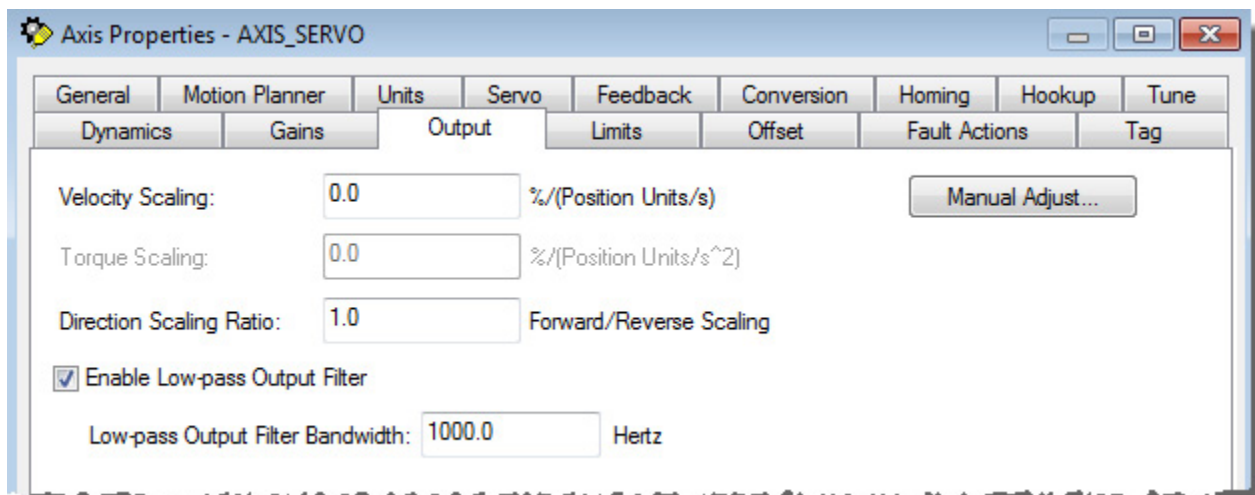 Axis Properties - AXIS_SERVO
General Motion Planner Units Servo Feedback Conversion Homing Hookup Tune
Dynamics Gains Output Limits Offset Fault Actions Tag
Velocity Scaling: 0.0 %/(Position Units/s) Manual Adjust...
Torque Scaling: 0.0 %/(Position Units/s^2)
Direction Scaling Ratio: 1.0 Forward/Reverse Scaling
Enable Low-pass Output Filter
Low-pass Output Filter Bandwidth: 1000.0 Hertz